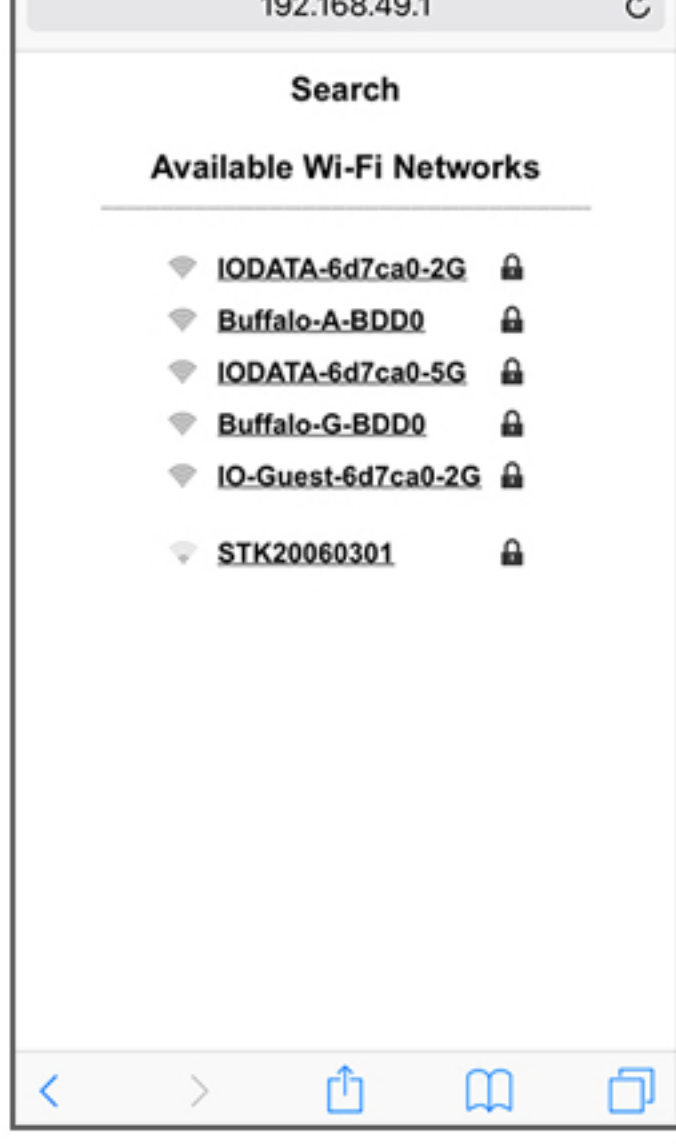 192.168.49.1
Search
Available Wi-Fi Networks
IODATA-6d7ca0-2G
Buffalo-A-BDD0
IODATA-6d7ca0-5G
Buffalo-G-BDD0
IO-Guest-6d7ca0-2G
STK20060301